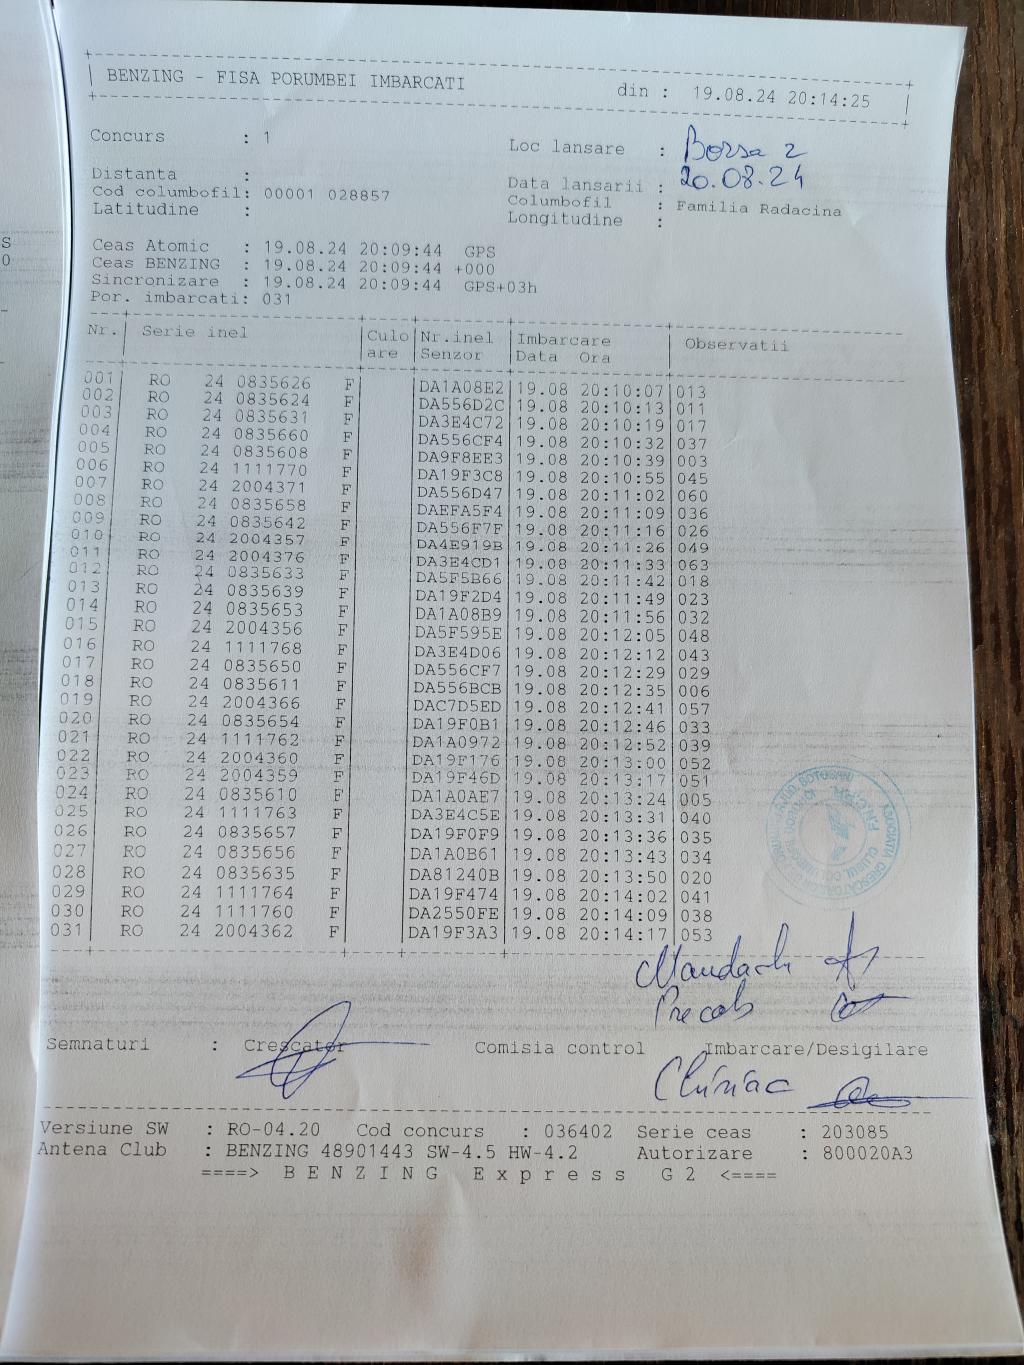 BENZING - FISA PORUMBEI IMBARCATI din : 19.08.24 20:14:25
Concurs : 1 Loc lansare : Borsa 2
Distanta : Data lansarii : 20.08.24
Cod columbofil: 00001 028857 Columbofil : Familia Radacina
Latitudine : Longitudine :
Ceas Atomic : 19.08.24 20:09:44 GPS
Ceas BENZING : 19.08.24 20:09:44 +000
Sincronizare : 19.08.24 20:09:44 GPS+03h
Por. imbarcati: 031
Nr. Serie inel Culo Nr.inel Imbarcare Observatii
are Senzor Data Ora
001 RO 24 0835626 F DA1A08E2 19.08 20:10:07 013
002 RO 24 0835624 F DA556D2C 19.08 20:10:13 011
003 RO 24 0835631 F DA3E4C72 19.08 20:10:19 017
004 RO 24 0835660 F DA556CF4 19.08 20:10:32 037
005 RO 24 0835608 F DA9F8EE3 19.08 20:10:39 003
006 RO 24 1111770 F DA19F3C8 19.08 20:10:55 045
007 RO 24 2004371 F DA556D47 19.08 20:11:02 060
008 RO 24 0835658 F DAEFA5F4 19.08 20:11:09 036
009 RO 24 0835642 F DA556F7F 19.08 20:11:16 026
010 RO 24 2004357 F DA4E919B 19.08 20:11:26 049
011 RO 24 2004376 F DA3E4CD1 19.08 20:11:33 063
012 RO 24 0835633 F DA5F5B66 19.08 20:11:42 018
013 RO 24 0835639 F DA19F2D4 19.08 20:11:49 023
014 RO 24 0835653 F DA1A08B9 19.08 20:11:56 032
015 RO 24 2004356 F DA5F595E 19.08 20:12:05 048
016 RO 24 1111768 F DA3E4D06 19.08 20:12:12 043
017 RO 24 0835650 F DA556CF7 19.08 20:12:29 029
018 RO 24 0835611 F DA556BCB 19.08 20:12:35 006
019 RO 24 2004366 F DAC7D5ED 19.08 20:12:41 057
020 RO 24 0835654 F DA19F0B1 19.08 20:12:46 033
021 RO 24 1111762 F DA1A0972 19.08 20:12:52 039
022 RO 24 2004360 F DA19F176 19.08 20:13:00 052
023 RO 24 2004359 F DA19F46D 19.08 20:13:17 051
024 RO 24 0835610 F DA1A0AE7 19.08 20:13:24 005
025 RO 24 1111763 F DA3E4C5E 19.08 20:13:31 040
026 RO 24 0835657 F DA19F0F9 19.08 20:13:36 035
027 RO 24 0835656 F DA1A0B61 19.08 20:13:43 034
028 RO 24 0835635 F DA81240B 19.08 20:13:50 020
029 RO 24 1111764 F DA19F474 19.08 20:14:02 041
030 RO 24 1111760 F DA2550FE 19.08 20:14:09 038
031 RO 24 2004362 F DA19F3A3 19.08 20:14:17 053
Semnaturi : Crescator Comisia control Imbarcare/Desigilare
Chiriac
Versiune SW : RO-04.20 Cod concurs : 036402 Serie ceas : 203085
Antena Club : BENZING 48901443 SW-4.5 HW-4.2 Autorizare : 800020A3
====> B E N Z I N G E x p r e s s G 2 <====